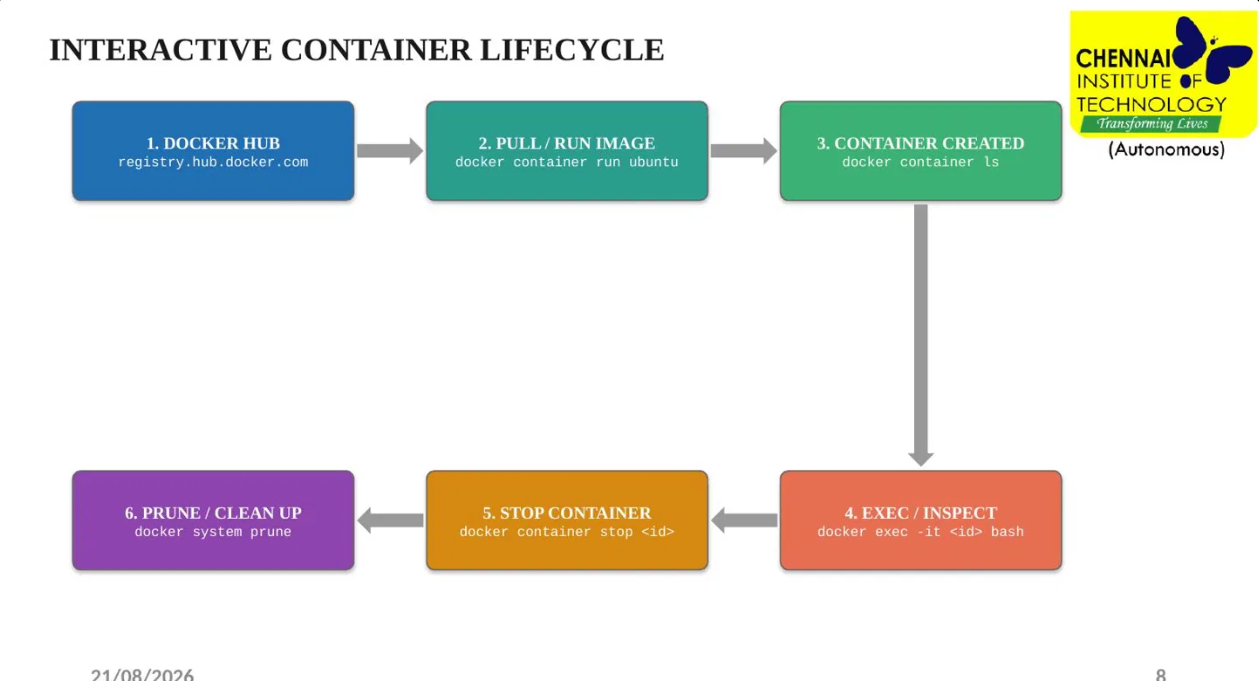 INTERACTIVE CONTAINER LIFECYCLE
CHENNAI
INSTITUTE OF
TECHNOLOGY
Transforming Lives
(Autonomous)
1. DOCKER HUB
registry.hub.docker.com
2. PULL / RUN IMAGE
docker container run ubuntu
3. CONTAINER CREATED
docker container ls
4. EXEC / INSPECT
docker exec -it <id> bash
5. STOP CONTAINER
docker container stop <id>
6. PRUNE / CLEAN UP
docker system prune
21/08/2026
8